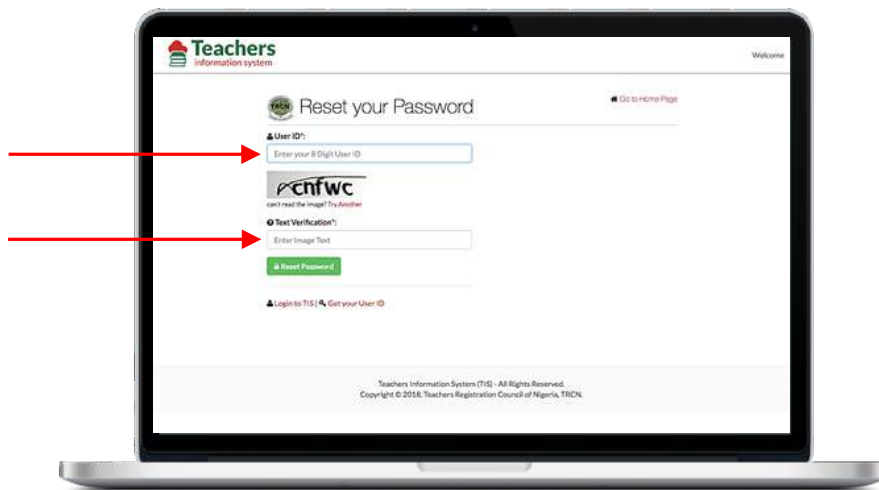 Teachers
information system
Welcome
Reset your Password
Go to Home Page
User ID*:
Enter your 8 Digit User ID
cnfwc
can't read the image? Try Another
Text Verification*:
Enter Image Text
Reset Password
Login to TIS | Get your User ID
Teachers Information System (TIS) - All Rights Reserved.
Copyright © 2018. Teachers Registration Council of Nigeria, TRCN.